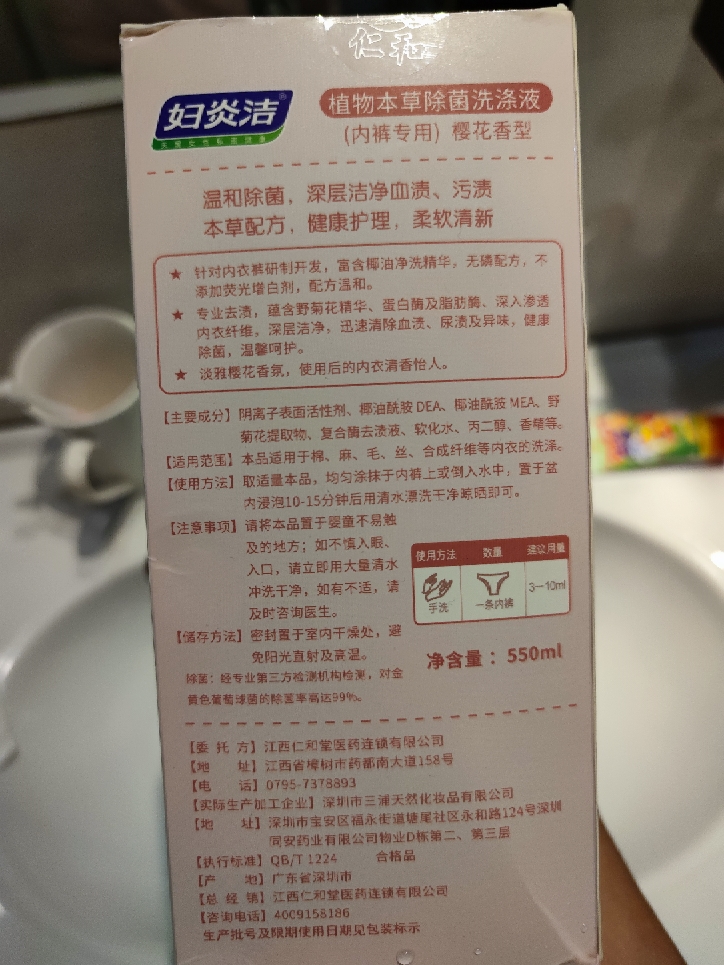 仁和
妇炎洁®
关爱女性私密健康
植物本草除菌洗涤液
(内裤专用) 樱花香型
温和除菌，深层洁净血渍、污渍
本草配方，健康护理，柔软清新
★ 针对内衣裤研制开发，富含椰油净洗精华，无磷配方，不
添加荧光增白剂，配方温和。
★ 专业去渍，蕴含野菊花精华、蛋白酶及脂肪酶、深入渗透
内衣纤维，深层洁净，迅速清除血渍、尿渍及异味，健康
除菌，温馨呵护。
★ 淡雅樱花香氛，使用后的内衣清香怡人。
【主要成分】阴离子表面活性剂、椰油酰胺DEA、椰油酰胺MEA、野
菊花提取物、复合酶去渍液、软化水、丙二醇、香精等。
【适用范围】本品适用于棉、麻、毛、丝、合成纤维等内衣的洗涤。
【使用方法】取适量本品，均匀涂抹于内裤上或倒入水中，置于盆
内浸泡10-15分钟后用清水漂洗干净晾晒即可。
【注意事项】请将本品置于婴童不易触
及的地方；如不慎入眼、
入口，请立即用大量清水
冲洗干净，如有不适，请
及时咨询医生。
使用方法 数量 建议用量
手洗 一条内裤 3－10ml
【储存方法】密封置于室内干燥处，避
免阳光直射及高温。
净含量：550ml
除菌：经专业第三方检测机构检测，对金
黄色葡萄球菌的除菌率高达99%。
【委 托 方】江西仁和堂医药连锁有限公司
【地 址】江西省樟树市药都南大道158号
【电 话】0795-7378893
【实际生产加工企业】深圳市三浦天然化妆品有限公司
【地 址】深圳市宝安区福永街道塘尾社区永和路124号深圳
同安药业有限公司物业D栋第二、第三层
【执行标准】QB/T 1224 合格品
【产 地】广东省深圳市
【总 经 销】江西仁和堂医药连锁有限公司
【咨询电话】4009158186
生产批号及限期使用日期见包装标示